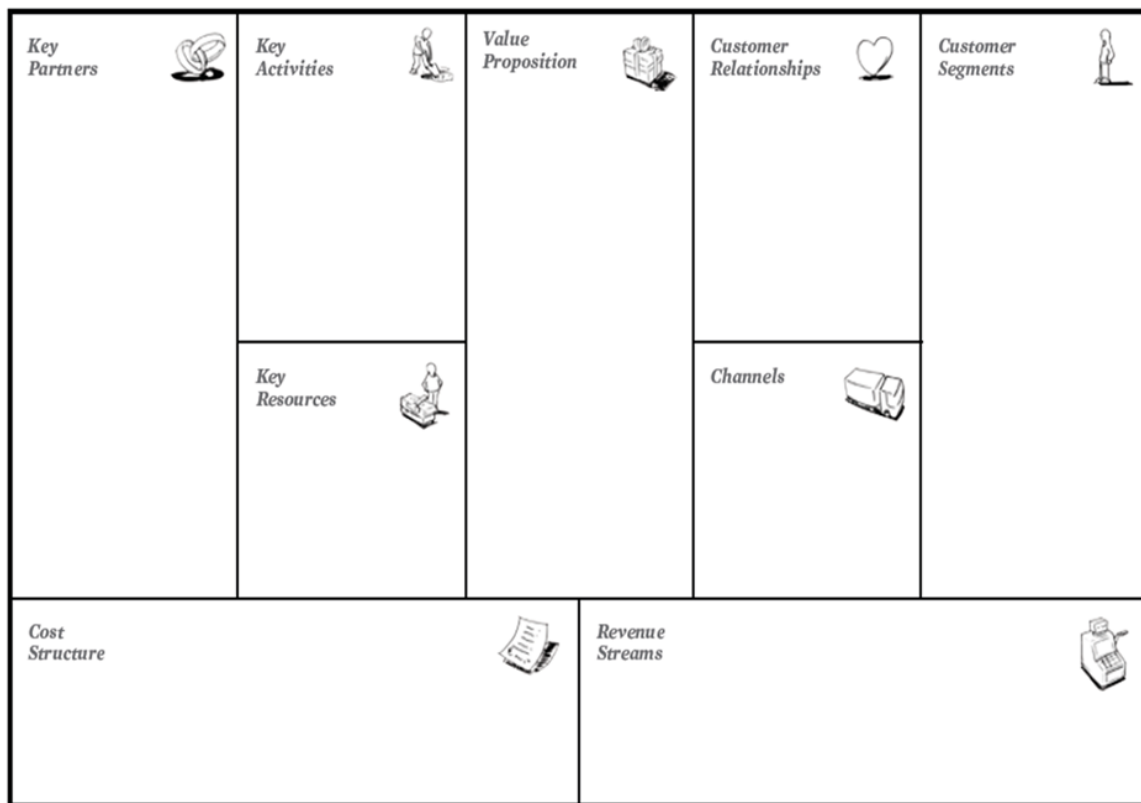 Key
Partners
Key
Activities
Value
Proposition
Customer
Relationships
Customer
Segments
Key
Resources
Channels
Cost
Structure
Revenue
Streams